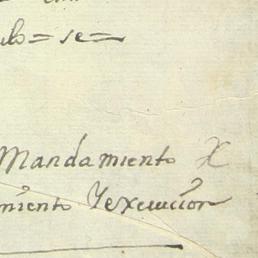 ulo = se =
Mandamiento X
miento Yexecucion